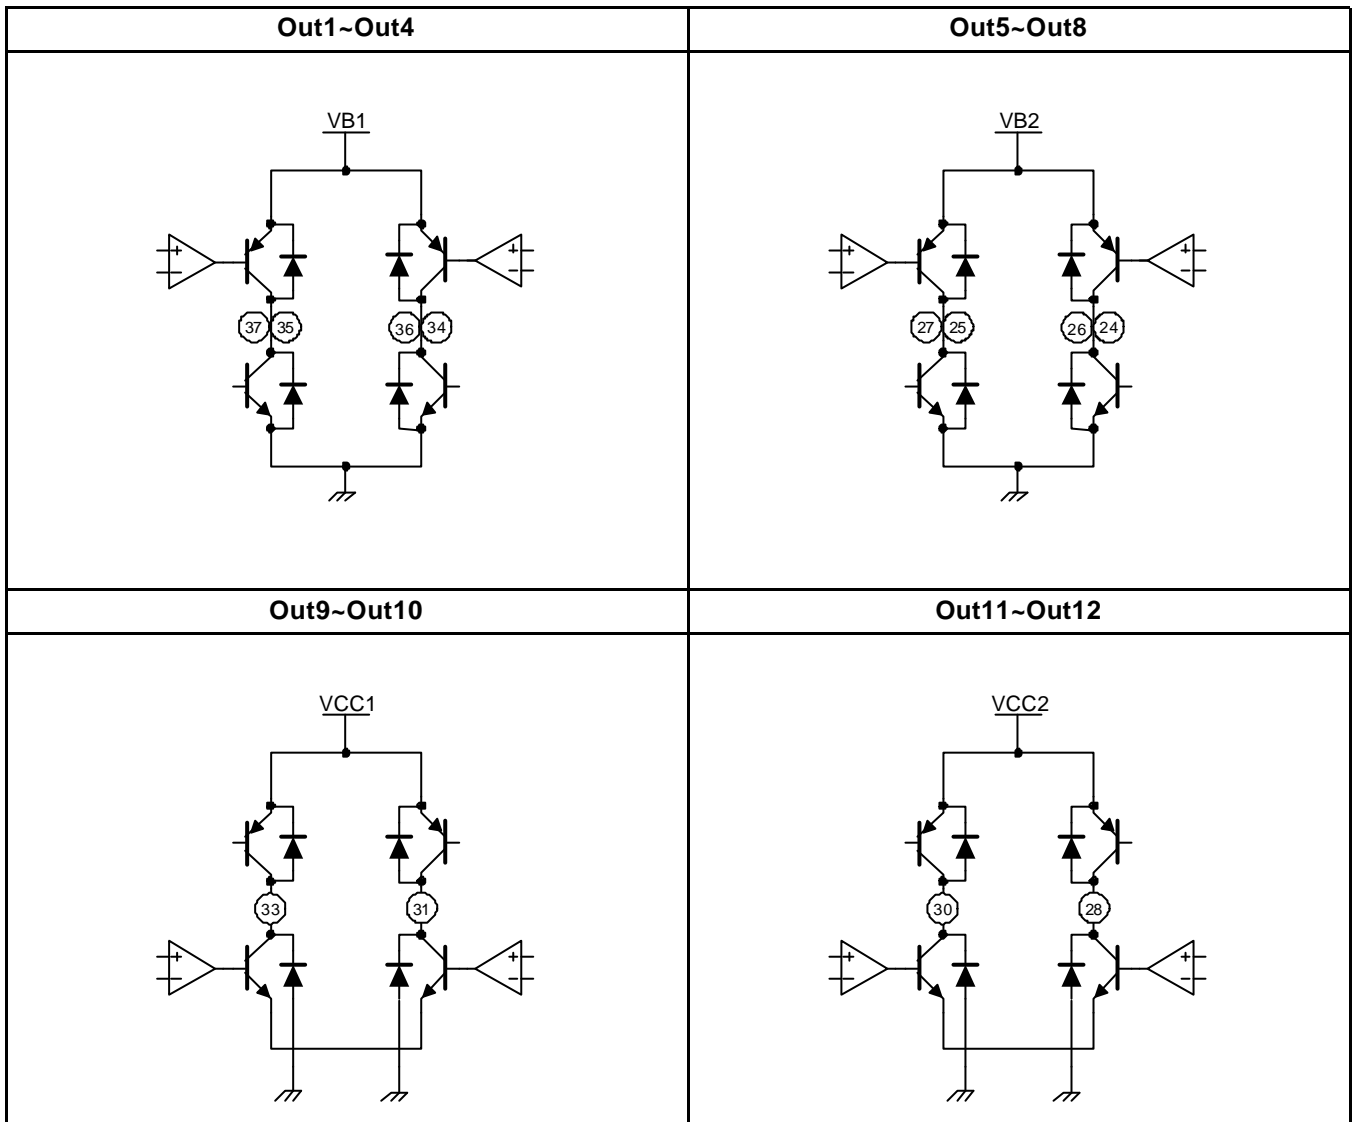 Out1~Out4
Out5~Out8
VB1
VB2
+
+
+
+
37 35 36 34
27 25 26 24
Out9~Out10
Out11~Out12
VCC1
VCC2
33 31
30 28
+
+
+
+